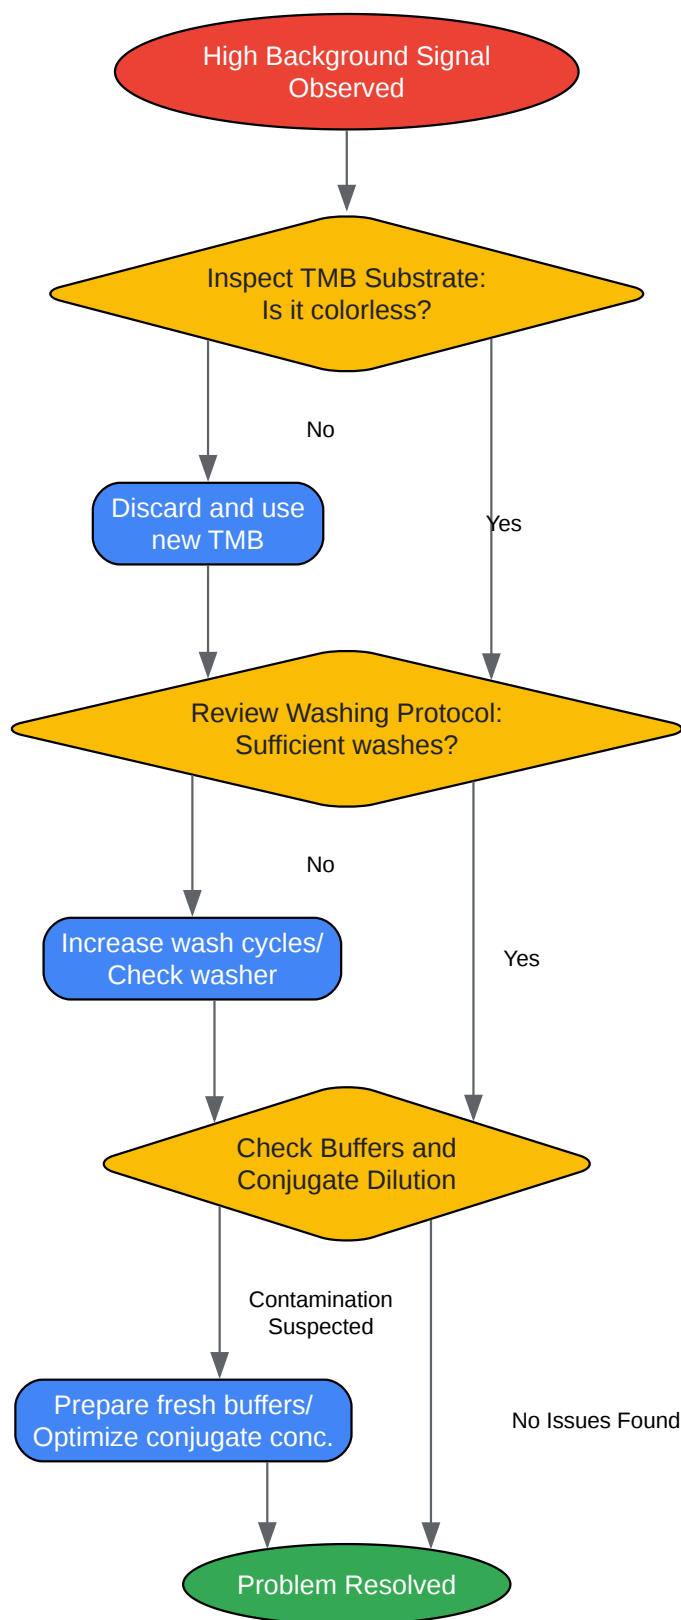 High Background Signal
Observed
Inspect TMB Substrate:
Is it colorless?
No
Discard and use
new TMB
Yes
Review Washing Protocol:
Sufficient washes?
No
Increase wash cycles/
Check washer
Yes
Check Buffers and
Conjugate Dilution
Contamination
Suspected
Prepare fresh buffers/
Optimize conjugate conc.
No Issues Found
Problem Resolved